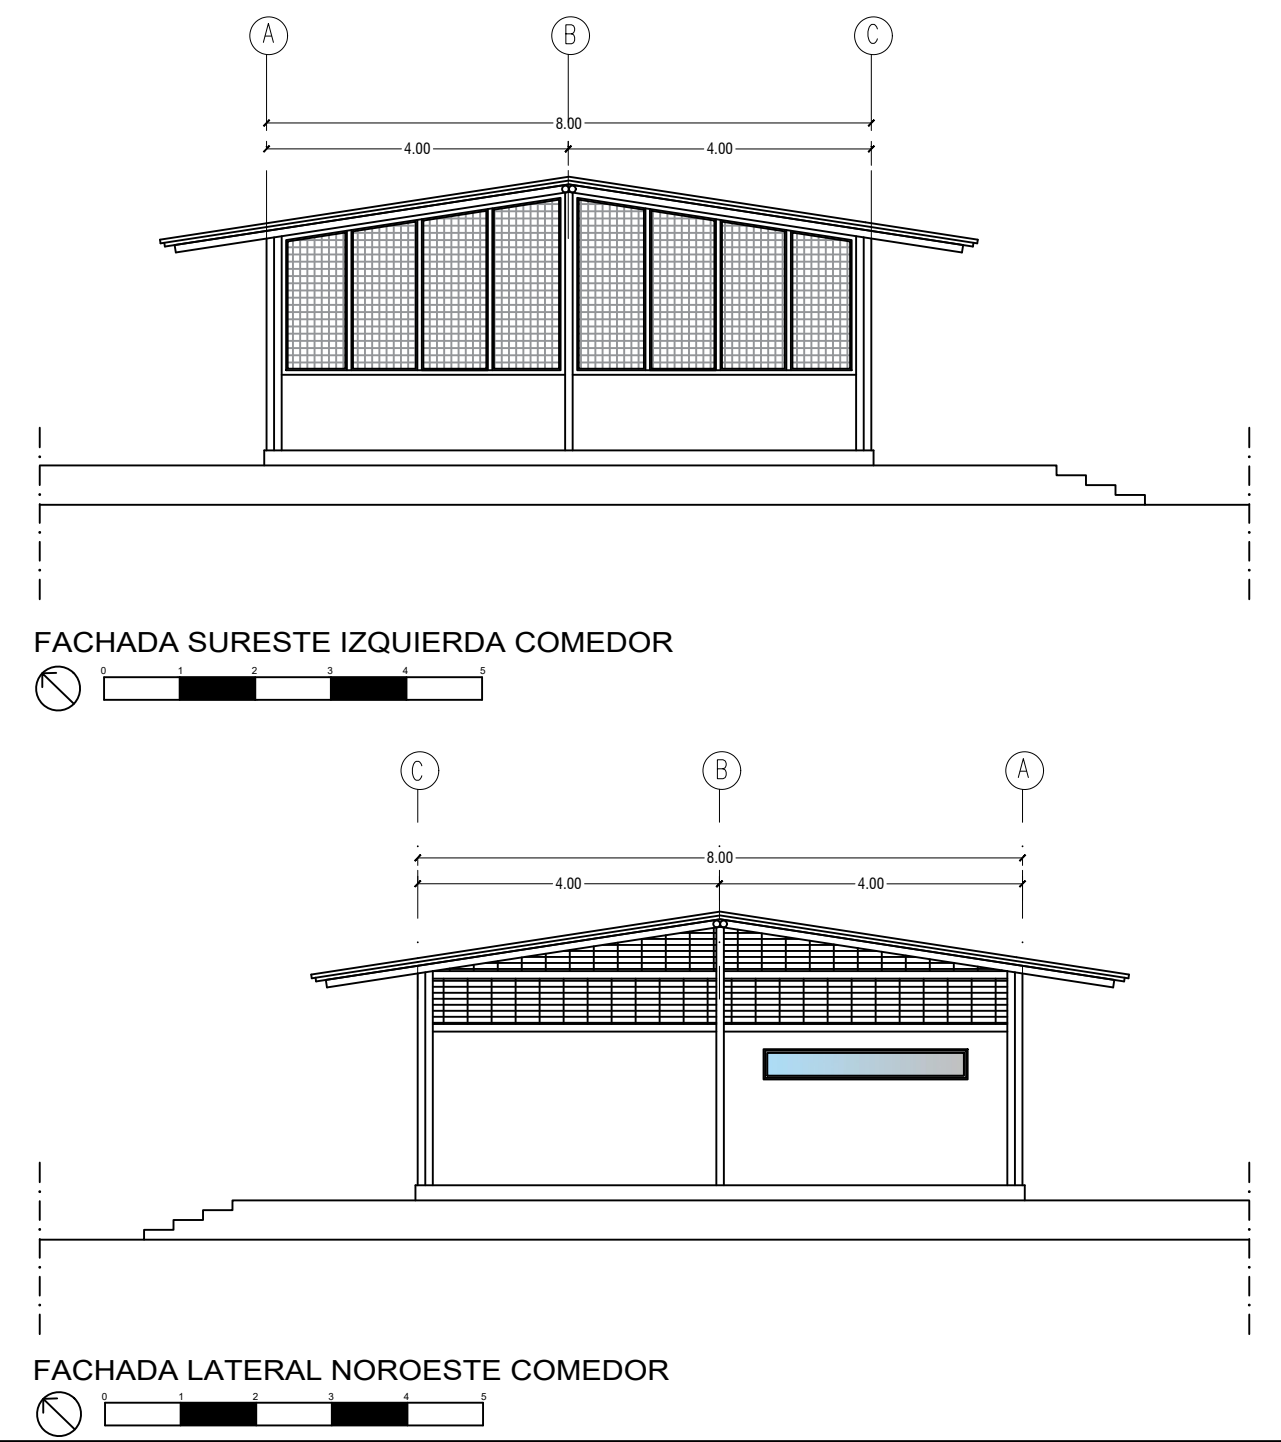 A B C
8.00
4.00 4.00
FACHADA SURESTE IZQUIERDA COMEDOR
0 1 2 3 4 5
C B A
8.00
4.00 4.00
FACHADA LATERAL NOROESTE COMEDOR
0 1 2 3 4 5